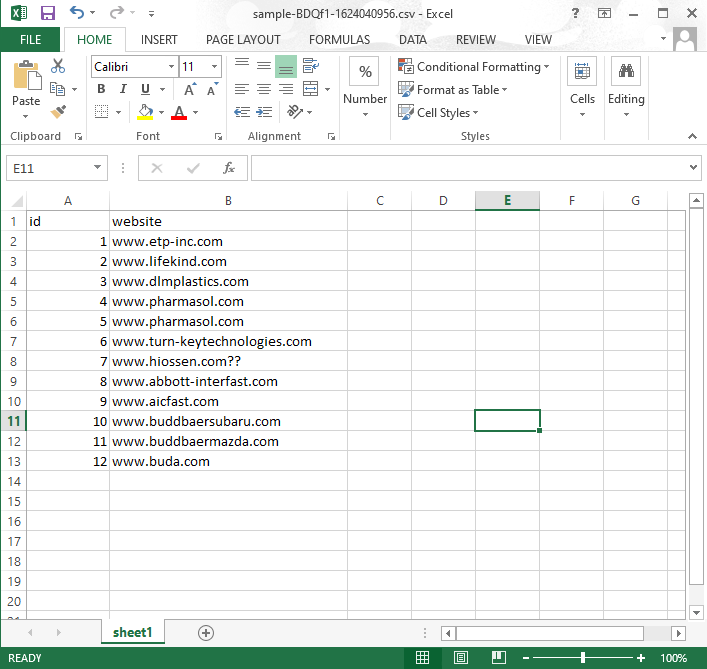 sample-BDQf1-1624040956.csv - Excel ?
FILE HOME INSERT PAGE LAYOUT FORMULAS DATA REVIEW VIEW
Calibri 11 % Conditional Formatting
Paste B I U A A Number Format as Table Cells Editing
A Cell Styles
Clipboard Font Alignment Styles
E11 fx
A B C D E F G
1 id website
2 1 www.etp-inc.com
3 2 www.lifekind.com
4 3 www.dlmplastics.com
5 4 www.pharmasol.com
6 5 www.pharmasol.com
7 6 www.turn-keytechnologies.com
8 7 www.hiossen.com??
9 8 www.abbott-interfast.com
10 9 www.aicfast.com
11 10 www.buddbaersubaru.com
12 11 www.buddbaermazda.com
13 12 www.buda.com
14
15
16
17
18
19
20
sheet1
READY 100%